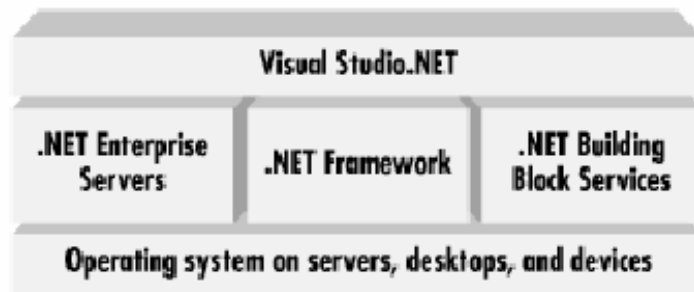 Visual Studio.NET
.NET Enterprise
Servers
.NET Framework
.NET Building
Block Services
Operating system on servers, desktops, and devices